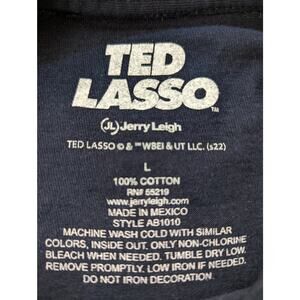 TED
LASSO™
(JL) Jerry Leigh
TED LASSO © & ™ WBEI & UT LLC. (s22)
L
100% COTTON
RN# 55219
www.jerryleigh.com
MADE IN MEXICO
STYLE AB1010
MACHINE WASH COLD WITH SIMILAR
COLORS, INSIDE OUT. ONLY NON-CHLORINE
BLEACH WHEN NEEDED. TUMBLE DRY LOW.
REMOVE PROMPTLY. LOW IRON IF NEEDED.
DO NOT IRON DECORATION.